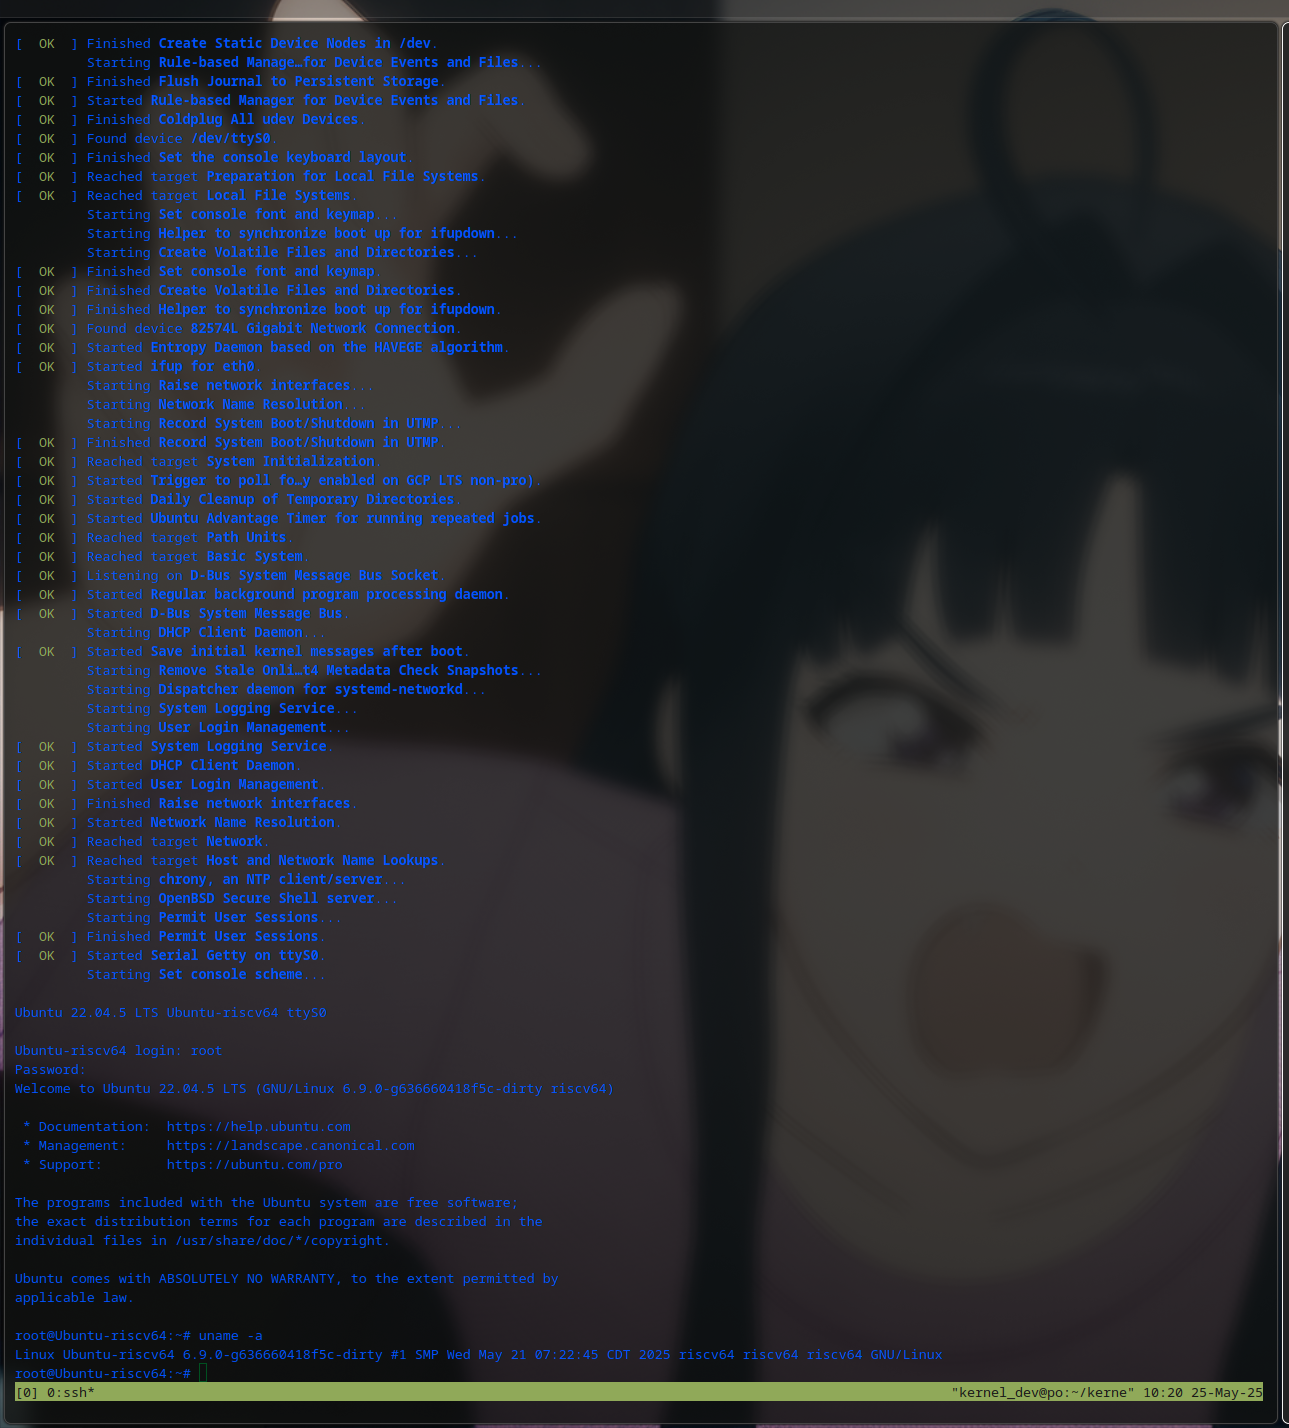 [  OK  ] Finished Create Static Device Nodes in /dev.
         Starting Rule-based Manage…for Device Events and Files...
[  OK  ] Finished Flush Journal to Persistent Storage.
[  OK  ] Started Rule-based Manager for Device Events and Files.
[  OK  ] Finished Coldplug All udev Devices.
[  OK  ] Found device /dev/ttyS0.
[  OK  ] Finished Set the console keyboard layout.
[  OK  ] Reached target Preparation for Local File Systems.
[  OK  ] Reached target Local File Systems.
         Starting Set console font and keymap...
         Starting Helper to synchronize boot up for ifupdown...
         Starting Create Volatile Files and Directories...
[  OK  ] Finished Set console font and keymap.
[  OK  ] Finished Create Volatile Files and Directories.
[  OK  ] Finished Helper to synchronize boot up for ifupdown.
[  OK  ] Found device 82574L Gigabit Network Connection.
[  OK  ] Started Entropy Daemon based on the HAVEGE algorithm.
[  OK  ] Started ifup for eth0.
         Starting Raise network interfaces...
         Starting Network Name Resolution...
         Starting Record System Boot/Shutdown in UTMP...
[  OK  ] Finished Record System Boot/Shutdown in UTMP.
[  OK  ] Reached target System Initialization.
[  OK  ] Started Trigger to poll fo…y enabled on GCP LTS non-pro).
[  OK  ] Started Daily Cleanup of Temporary Directories.
[  OK  ] Started Ubuntu Advantage Timer for running repeated jobs.
[  OK  ] Reached target Path Units.
[  OK  ] Reached target Basic System.
[  OK  ] Listening on D-Bus System Message Bus Socket.
[  OK  ] Started Regular background program processing daemon.
[  OK  ] Started D-Bus System Message Bus.
         Starting DHCP Client Daemon...
[  OK  ] Started Save initial kernel messages after boot.
         Starting Remove Stale Onli…t4 Metadata Check Snapshots...
         Starting Dispatcher daemon for systemd-networkd...
         Starting System Logging Service...
         Starting User Login Management...
[  OK  ] Started System Logging Service.
[  OK  ] Started DHCP Client Daemon.
[  OK  ] Started User Login Management.
[  OK  ] Finished Raise network interfaces.
[  OK  ] Started Network Name Resolution.
[  OK  ] Reached target Network.
[  OK  ] Reached target Host and Network Name Lookups.
         Starting chrony, an NTP client/server...
         Starting OpenBSD Secure Shell server...
         Starting Permit User Sessions...
[  OK  ] Finished Permit User Sessions.
[  OK  ] Started Serial Getty on ttyS0.
         Starting Set console scheme...

Ubuntu 22.04.5 LTS Ubuntu-riscv64 ttyS0

Ubuntu-riscv64 login: root
Password:
Welcome to Ubuntu 22.04.5 LTS (GNU/Linux 6.9.0-g636660418f5c-dirty riscv64)

 * Documentation:  https://help.ubuntu.com
 * Management:     https://landscape.canonical.com
 * Support:        https://ubuntu.com/pro

The programs included with the Ubuntu system are free software;
the exact distribution terms for each program are described in the
individual files in /usr/share/doc/*/copyright.

Ubuntu comes with ABSOLUTELY NO WARRANTY, to the extent permitted by
applicable law.

root@Ubuntu-riscv64:~# uname -a
Linux Ubuntu-riscv64 6.9.0-g636660418f5c-dirty #1 SMP Wed May 21 07:22:45 CDT 2025 riscv64 riscv64 riscv64 GNU/Linux
root@Ubuntu-riscv64:~#
[0] 0:ssh* "kernel_dev@po:~/kerne" 10:20 25-May-25